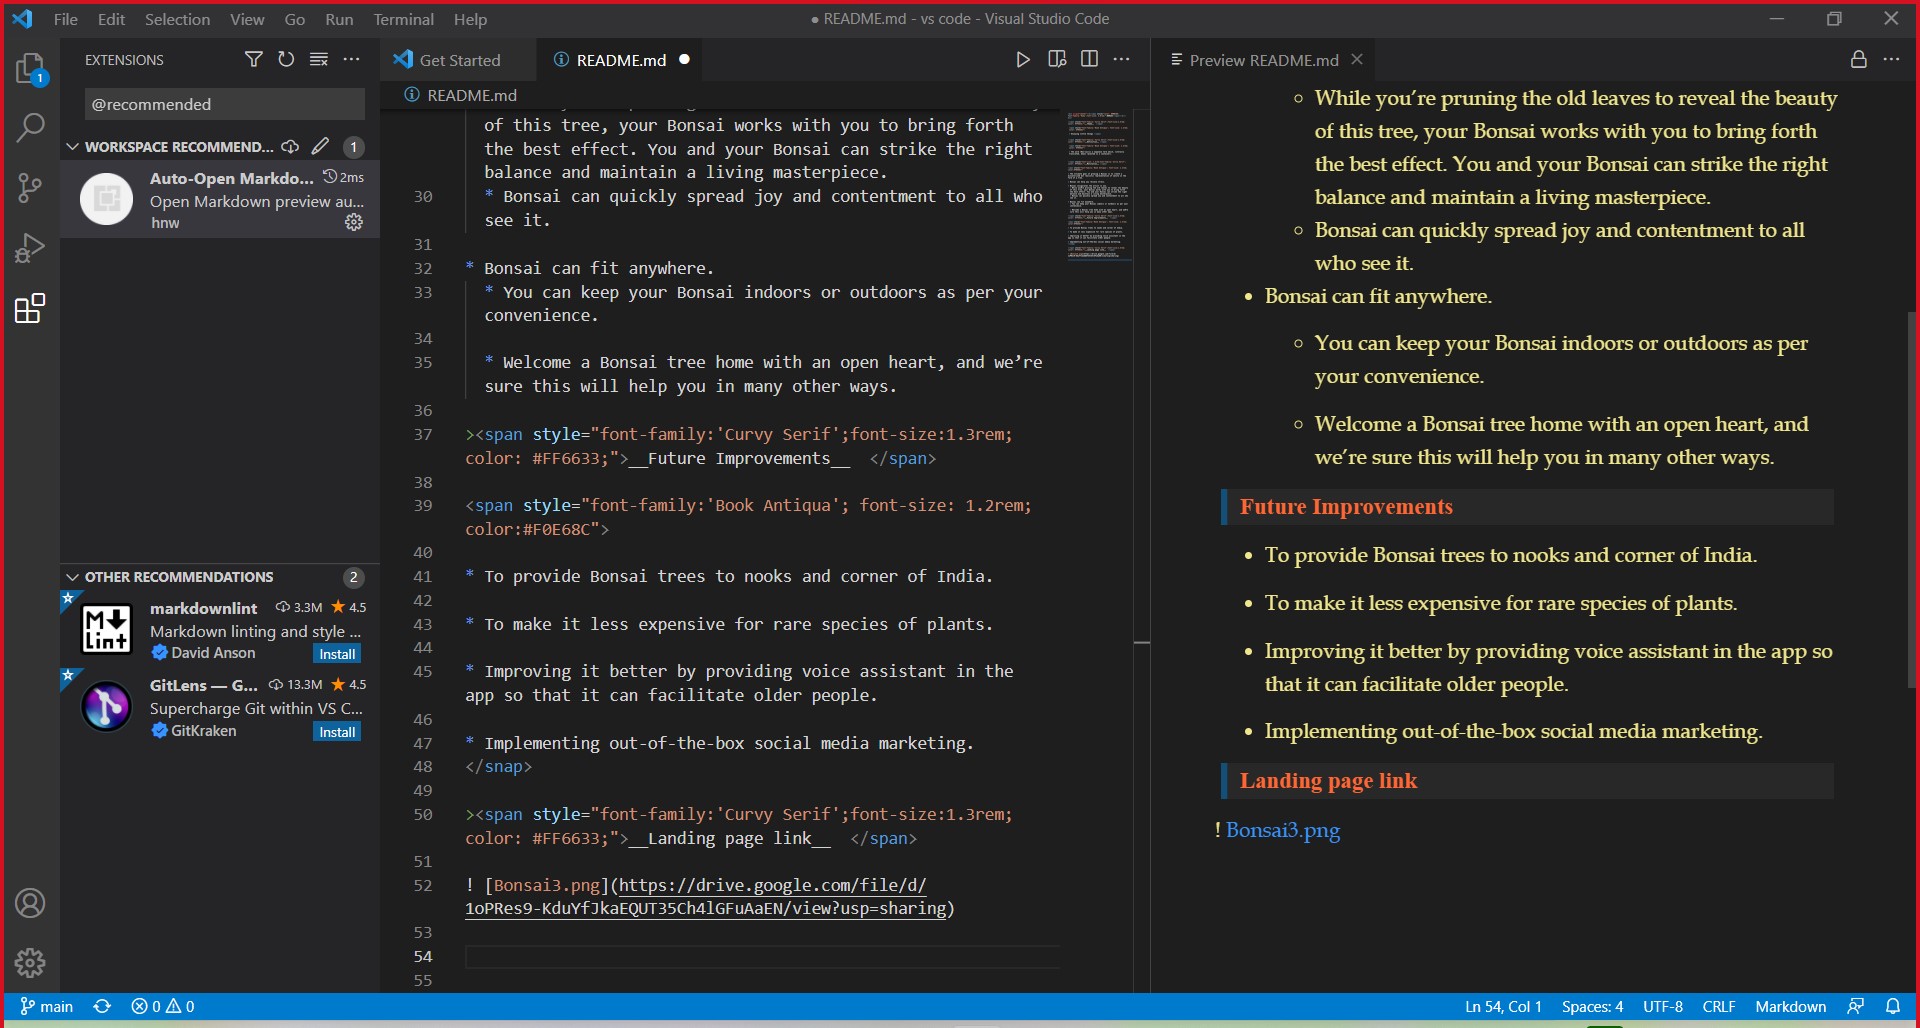 File Edit Selection View Go Run Terminal Help
● README.md - vs code - Visual Studio Code
EXTENSIONS
@recommended
WORKSPACE RECOMMEND... 1
Auto-Open Markdo... 2ms
Open Markdown preview au...
hnw
OTHER RECOMMENDATIONS 2
markdownlint 3.3M 4.5
Markdown linting and style ...
David Anson Install
M
lint
GitLens — G... 13.3M 4.5
Supercharge Git within VS C...
GitKraken Install
1
Get Started README.md
README.md
of this tree, your Bonsai works with you to bring forth
the best effect. You and your Bonsai can strike the right
balance and maintain a living masterpiece.
30 * Bonsai can quickly spread joy and contentment to all who
see it.
31
32 * Bonsai can fit anywhere.
33 * You can keep your Bonsai indoors or outdoors as per your
convenience.
34
35 * Welcome a Bonsai tree home with an open heart, and we’re
sure this will help you in many other ways.
36
37 ><span style="font-family:'Curvy Serif';font-size:1.3rem;
color: #FF6633;">__Future Improvements__ </span>
38
39 <span style="font-family:'Book Antiqua'; font-size: 1.2rem;
color:#F0E68C">
40
41 * To provide Bonsai trees to nooks and corner of India.
42
43 * To make it less expensive for rare species of plants.
44
45 * Improving it better by providing voice assistant in the
app so that it can facilitate older people.
46
47 * Implementing out-of-the-box social media marketing.
48 </snap>
49
50 ><span style="font-family:'Curvy Serif';font-size:1.3rem;
color: #FF6633;">__Landing page link__ </span>
51
52 ! [Bonsai3.png](https://drive.google.com/file/d/
1oPRes9-KduYfJkaEQUT35Ch4lGFuAaEN/view?usp=sharing)
53
54
55
Preview README.md
While you’re pruning the old leaves to reveal the beauty
of this tree, your Bonsai works with you to bring forth
the best effect. You and your Bonsai can strike the right
balance and maintain a living masterpiece.
Bonsai can quickly spread joy and contentment to all
who see it.
Bonsai can fit anywhere.
You can keep your Bonsai indoors or outdoors as per
your convenience.
Welcome a Bonsai tree home with an open heart, and
we’re sure this will help you in many other ways.
Future Improvements
To provide Bonsai trees to nooks and corner of India.
To make it less expensive for rare species of plants.
Improving it better by providing voice assistant in the app so
that it can facilitate older people.
Implementing out-of-the-box social media marketing.
Landing page link
! Bonsai3.png
main 0 0
Ln 54, Col 1 Spaces: 4 UTF-8 CRLF Markdown